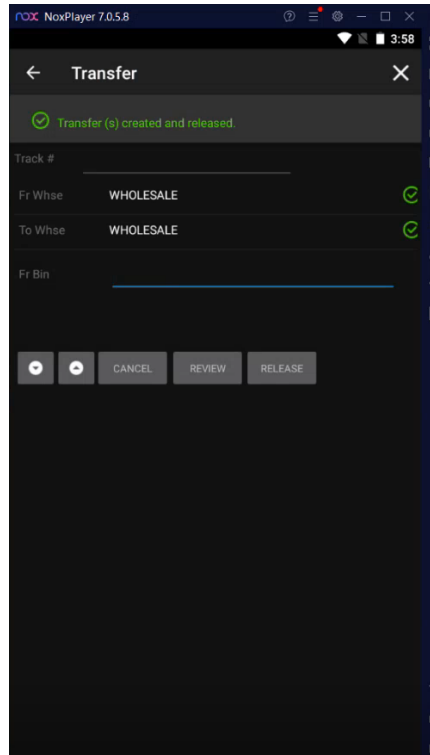 nox NoxPlayer 7.0.5.8
3:58
Transfer
Transfer (s) created and released.
Track #
Fr Whse WHOLESALE
To Whse WHOLESALE
Fr Bin
CANCEL REVIEW RELEASE